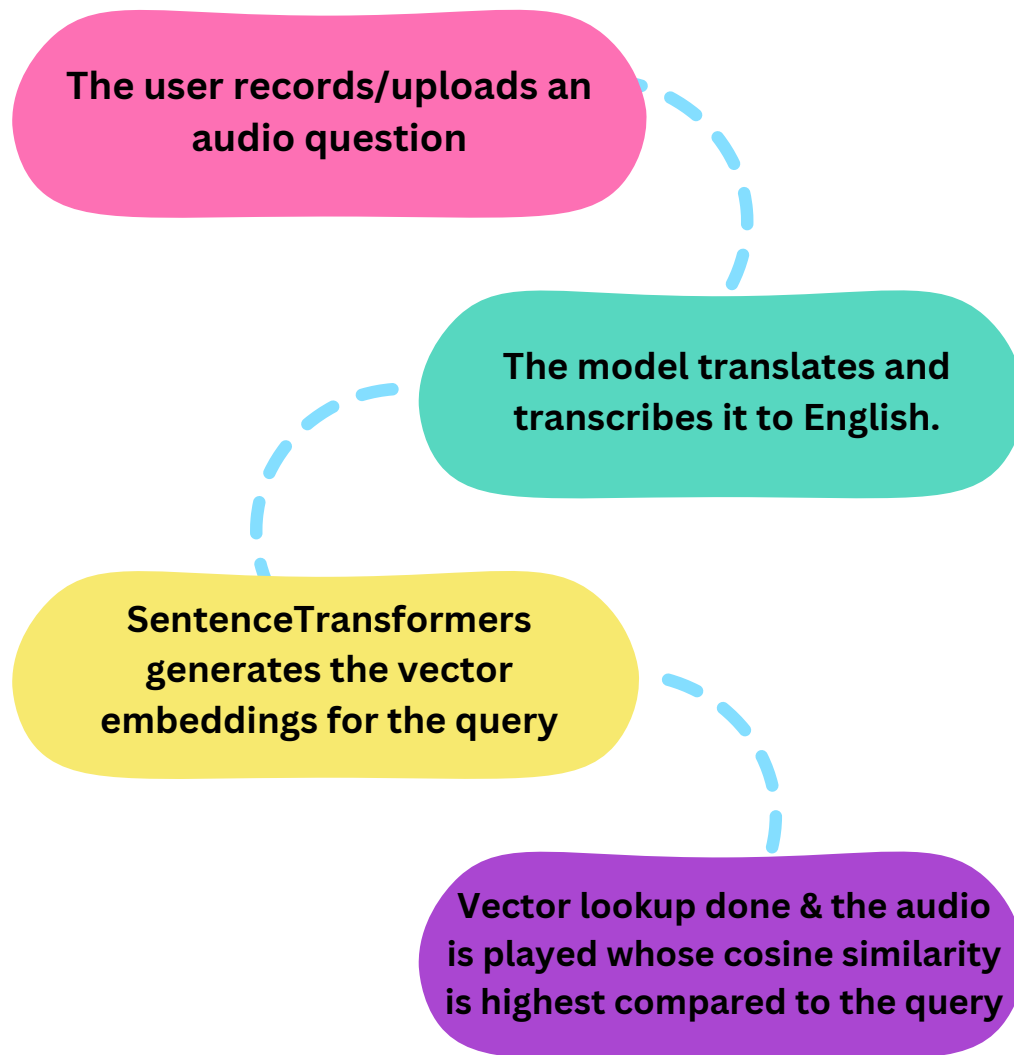 The user records/uploads an
audio question
The model translates and
transcribes it to English.
SentenceTransformers
generates the vector
embeddings for the query
Vector lookup done & the audio
is played whose cosine similarity
is highest compared to the query